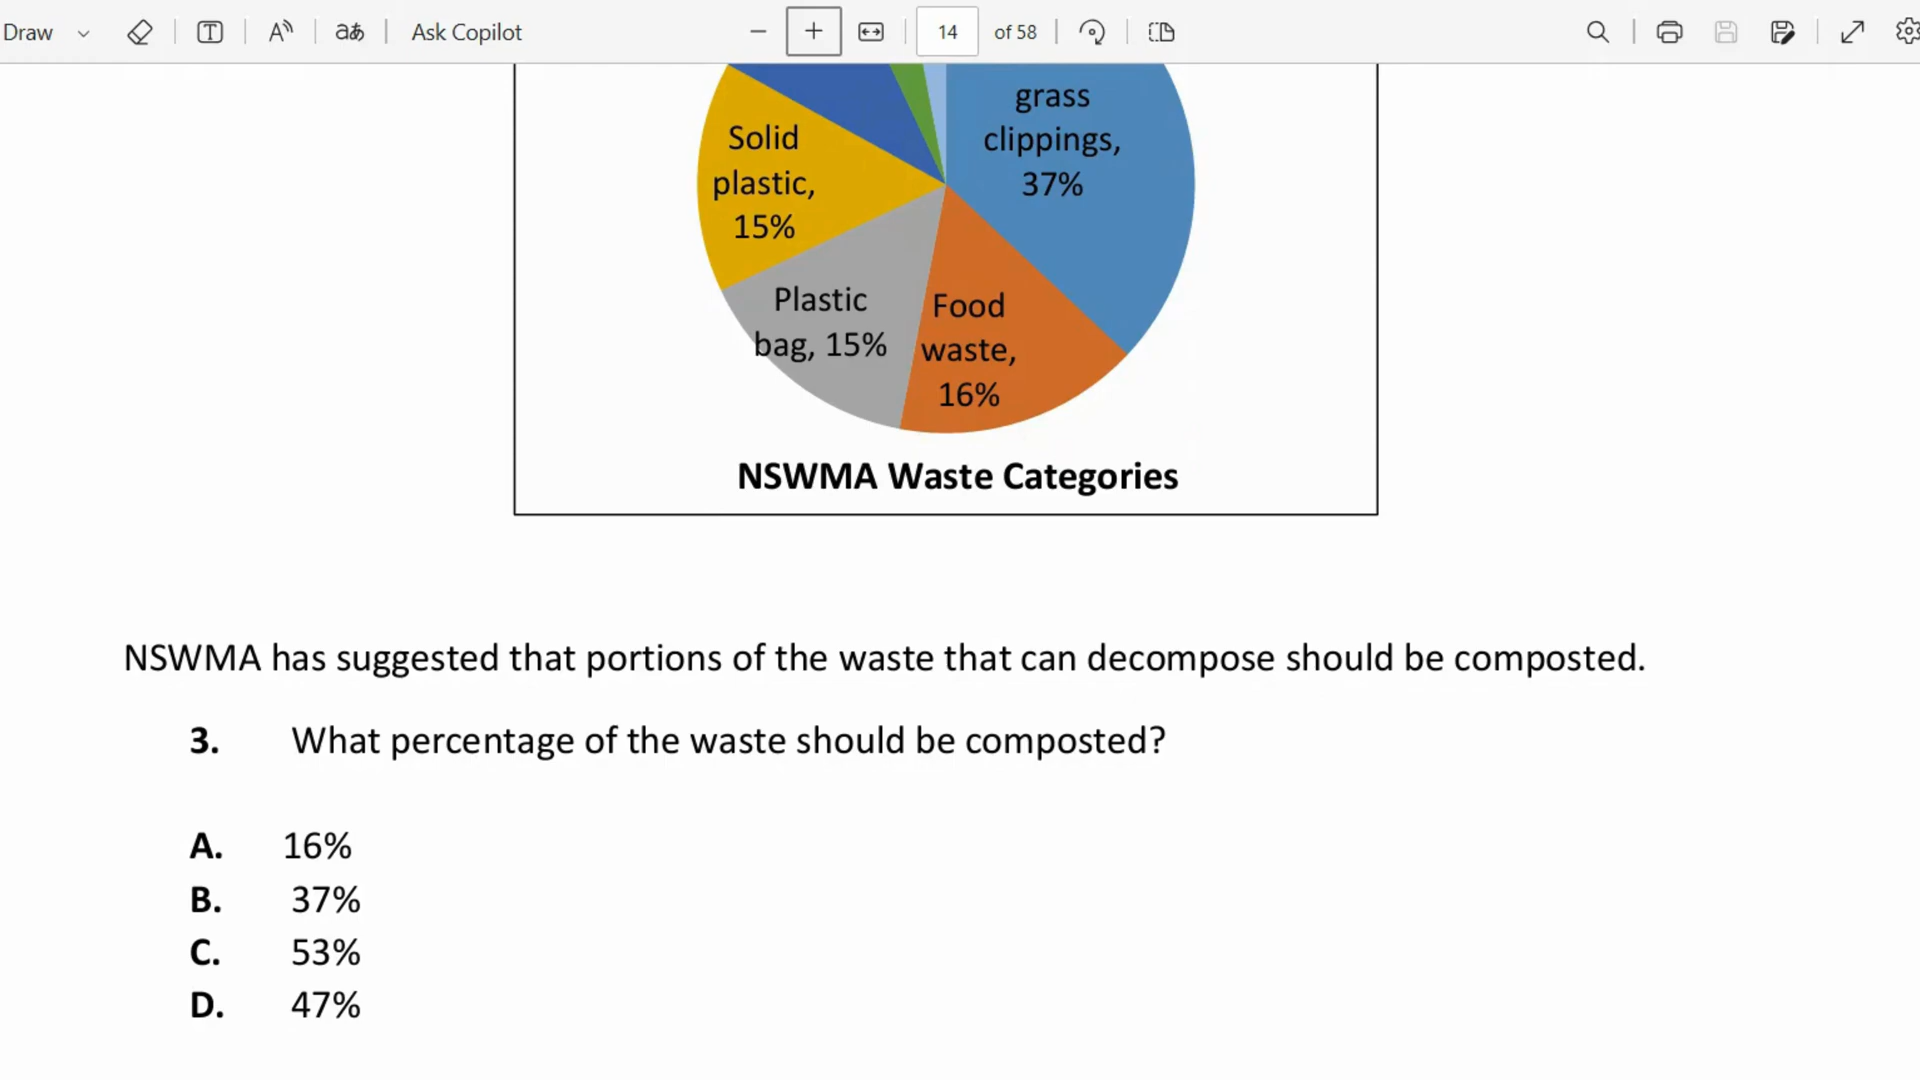 Draw
Ask Copilot
14 of 58
grass
clippings,
37%
Solid
plastic,
15%
Plastic
bag, 15%
Food
waste,
16%
NSWMA Waste Categories
NSWMA has suggested that portions of the waste that can decompose should be composted.
3. What percentage of the waste should be composted?
A. 16%
B. 37%
C. 53%
D. 47%